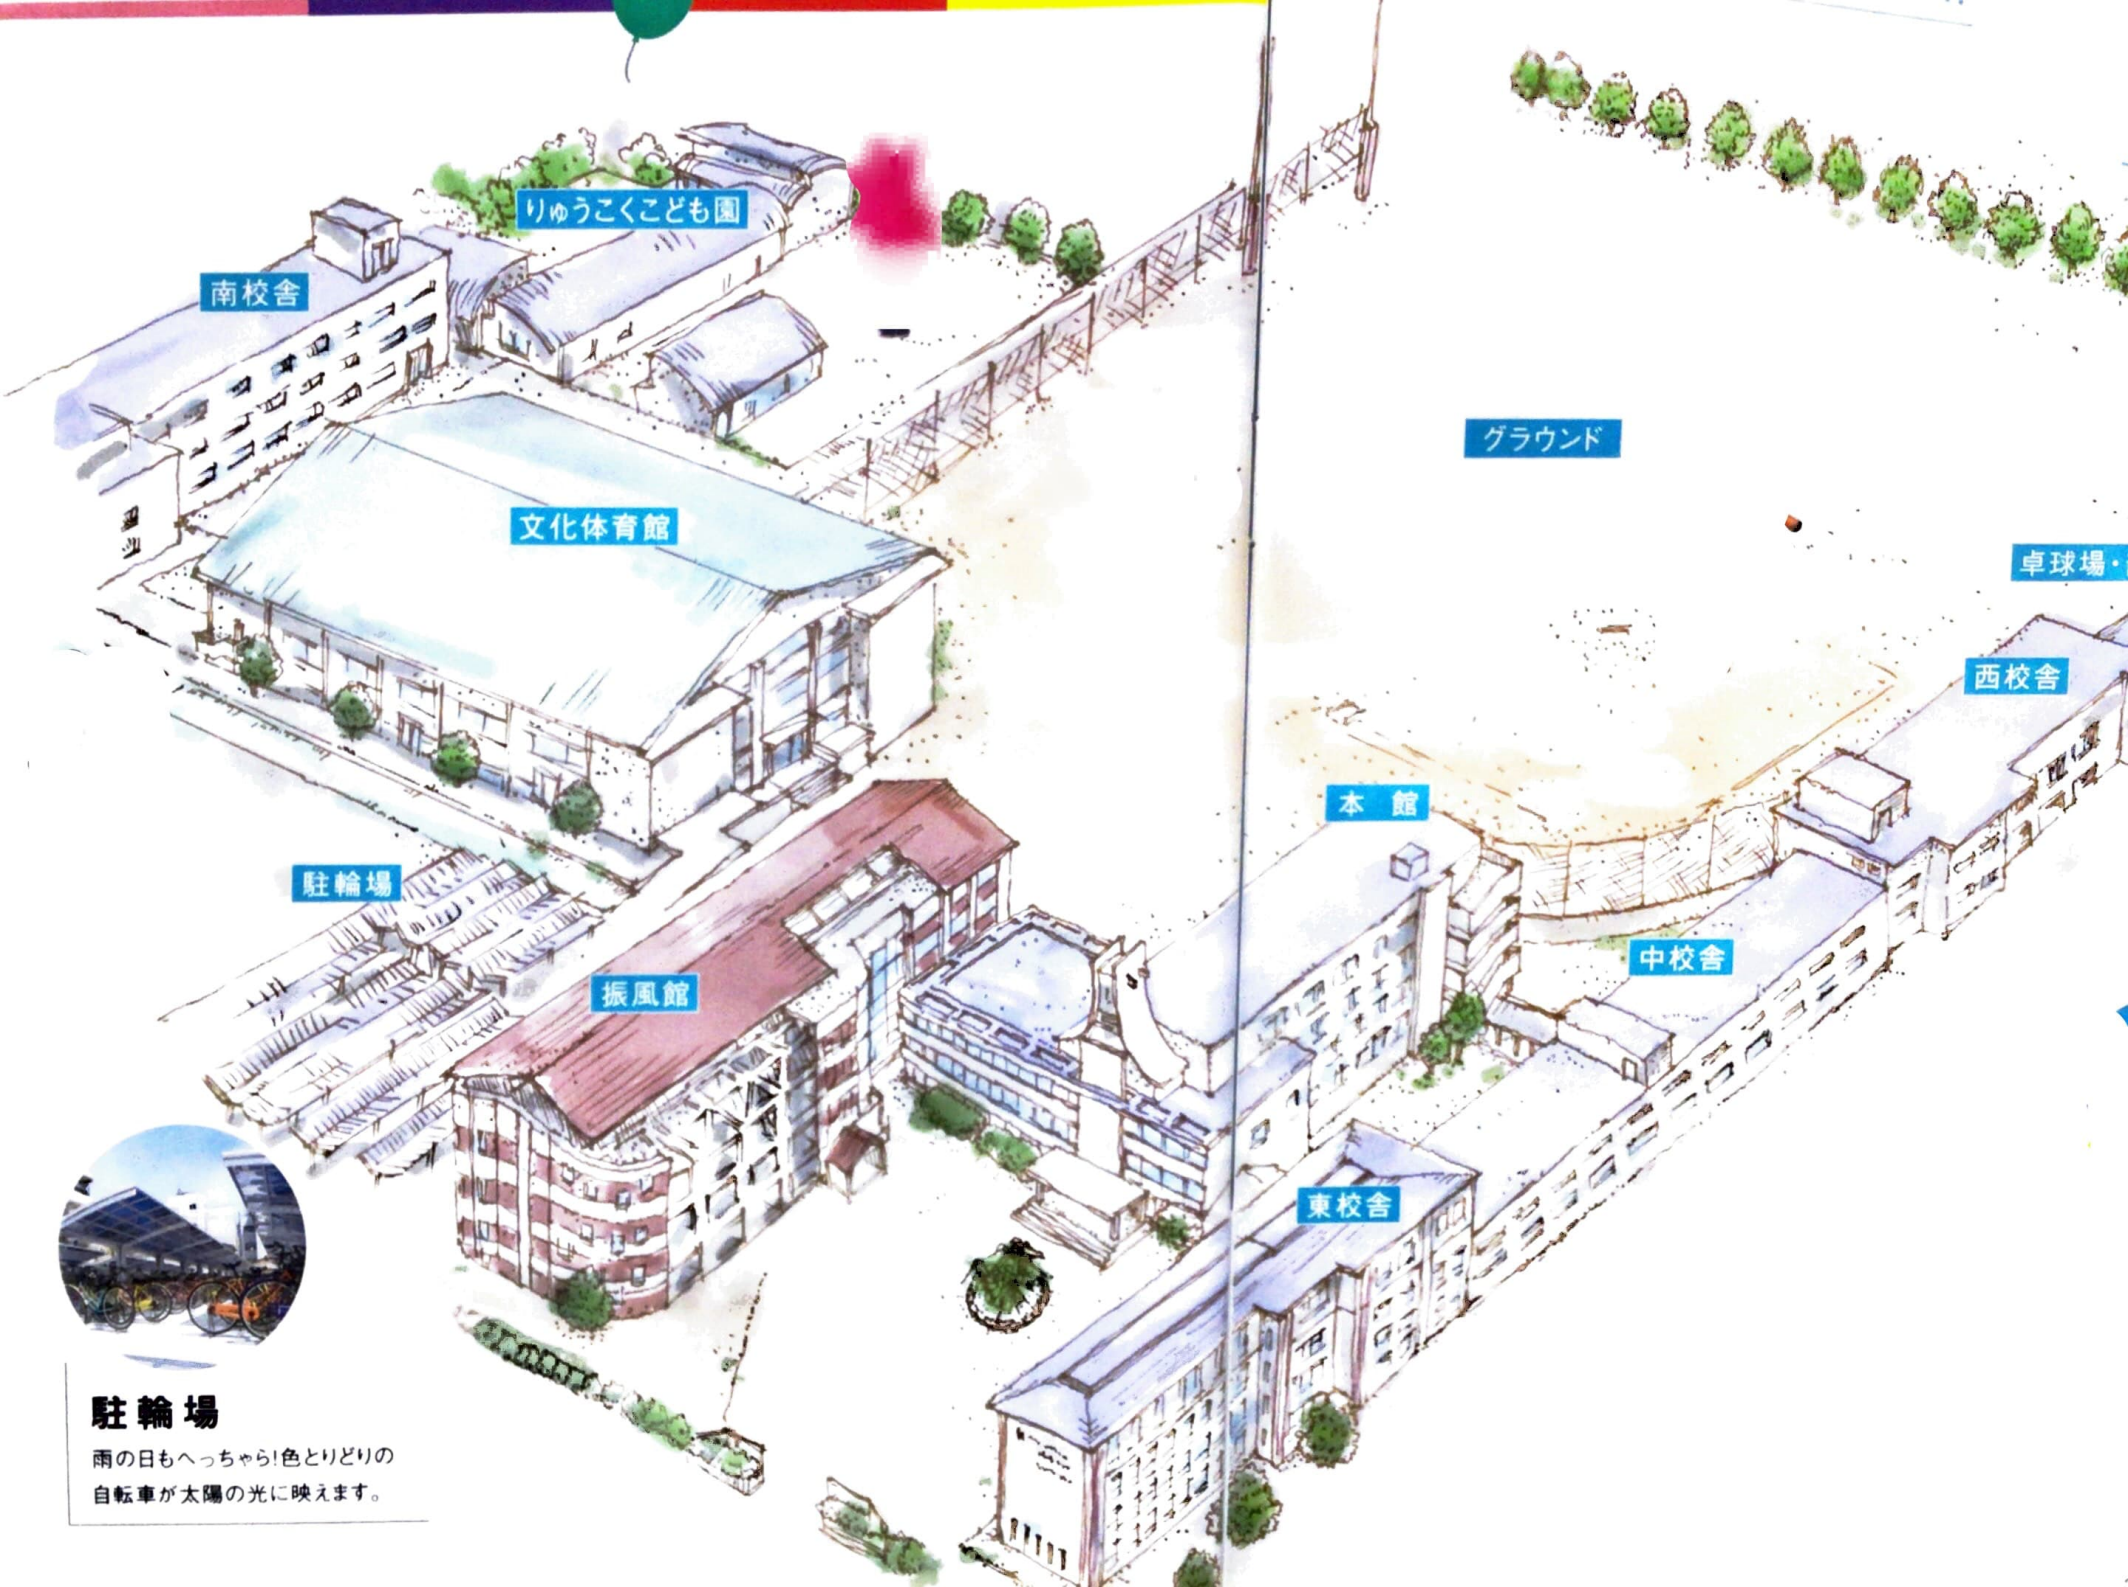 りゅうこくこども園
南校舎
グラウンド
文化体育館
卓球場・
西校舎
本館
駐輪場
中校舎
振風館
東校舎
駐輪場
雨の日もへっちゃら!色とりどりの
自転車が太陽の光に映えます。